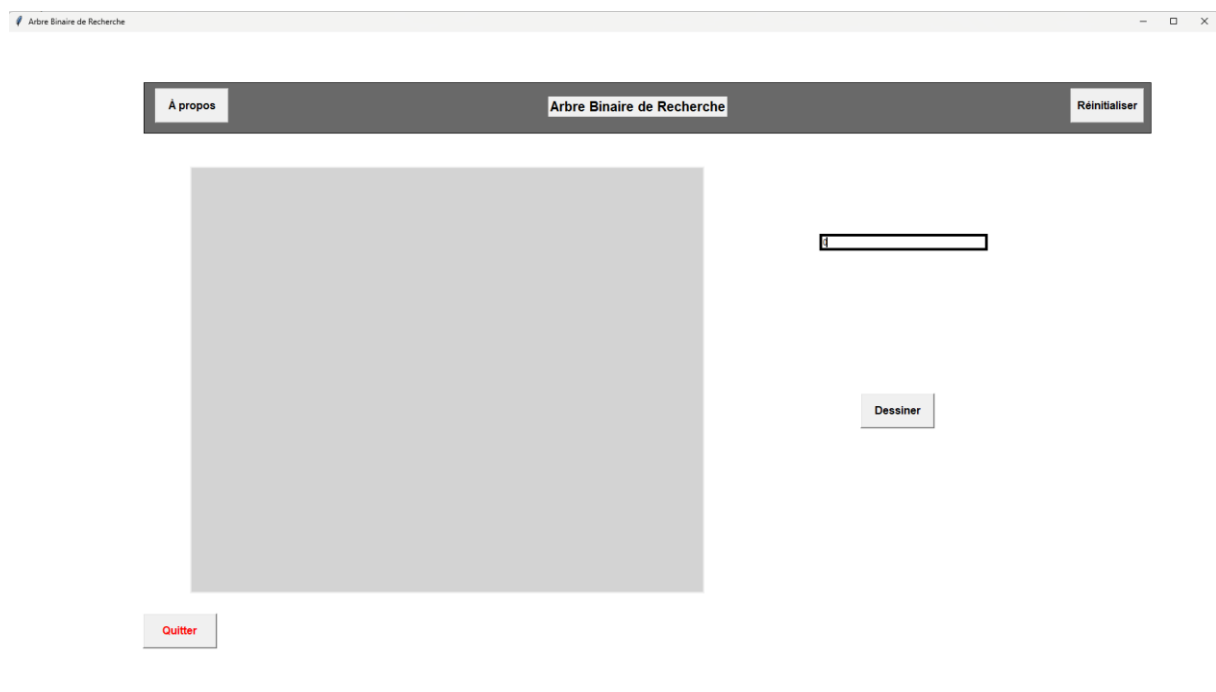 Arbre Binaire de Recherche
À propos
Arbre Binaire de Recherche
Réinitialiser
Dessiner
Quitter